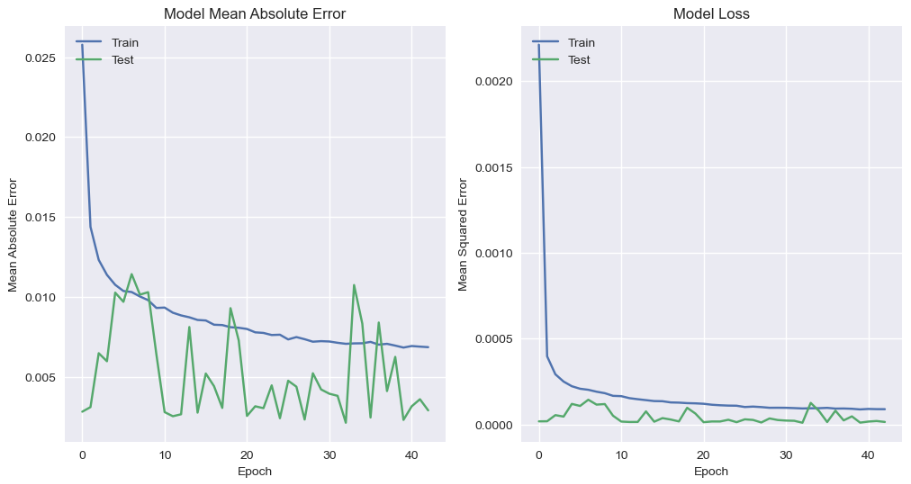 Model Mean Absolute Error
Train
Test
Mean Absolute Error
0.025
0.020
0.015
0.010
0.005
0
10
20
30
40
Epoch
Model Loss
Train
Test
Mean Squared Error
0.0020
0.0015
0.0010
0.0005
0.0000
0
10
20
30
40
Epoch